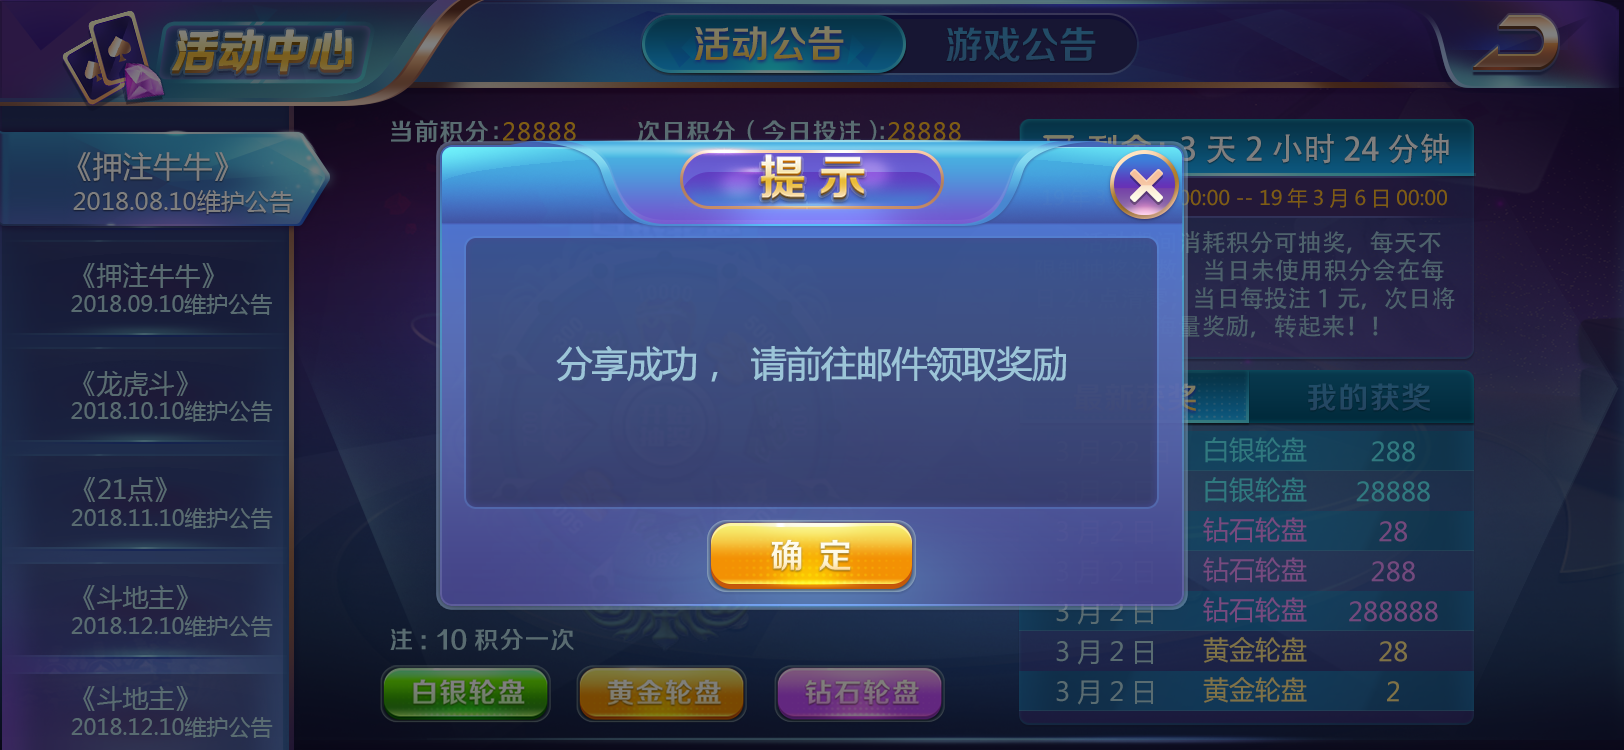 活动中心
活动公告
游戏公告
当前积分:28888
次日积分(今日投注):28888
3 天 2 小时 24 分钟
《押注牛牛》
2018.08.10维护公告
00:00 -- 19 年 3 月 6 日 00:00
提示
消耗积分可抽奖，每天不
当日未使用积分会在每
当日每投注 1 元，次日将
量奖励，转起来！！
《押注牛牛》
2018.09.10维护公告
分享成功， 请前往邮件领取奖励
《龙虎斗》
2018.10.10维护公告
奖
我的获奖
白银轮盘 288
白银轮盘 28888
《21点》
2018.11.10维护公告
钻石轮盘 28
钻石轮盘 288
确定
《斗地主》
2018.12.10维护公告
3 月 2 日 钻石轮盘 288888
注：10 积分一次
3 月 2 日 黄金轮盘 28
3 月 2 日 黄金轮盘 2
《斗地主》
2018.12.10维护公告
白银轮盘
黄金轮盘
钻石轮盘